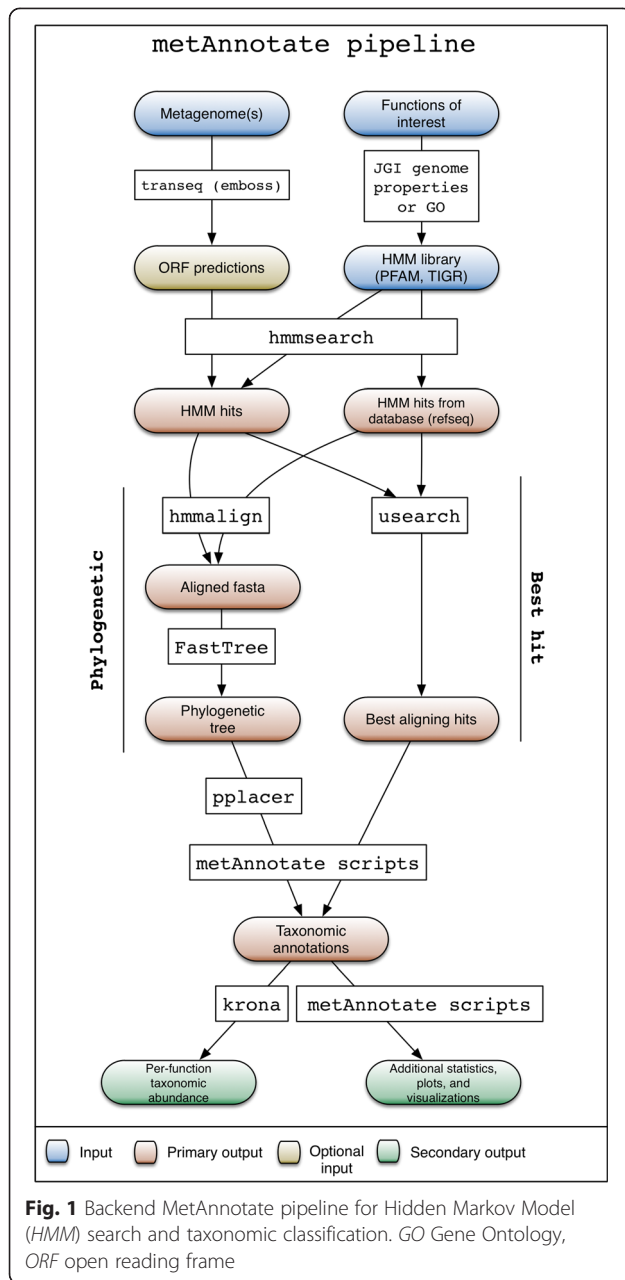 metAnnotate pipeline
Metagenome(s)
Functions of
interest
transeq (emboss)
JGI genome
properties
or GO
ORF predictions
HMM library
(PFAM, TIGR)
hmmsearch
HMM hits
HMM hits from
database (refseq)
Phylogenetic
hmmalign
usearch
Best hit
Aligned fasta
FastTree
Phylogenetic
tree
Best aligning hits
pplacer
metAnnotate scripts
Taxonomic
annotations
krona
metAnnotate scripts
Per-function
taxonomic
abundance
Additional statistics,
plots, and
visualizations
Input
Primary output
Optional
input
Secondary output
Fig. 1 Backend MetAnnotate pipeline for Hidden Markov Model
(HMM) search and taxonomic classification. GO Gene Ontology,
ORF open reading frame